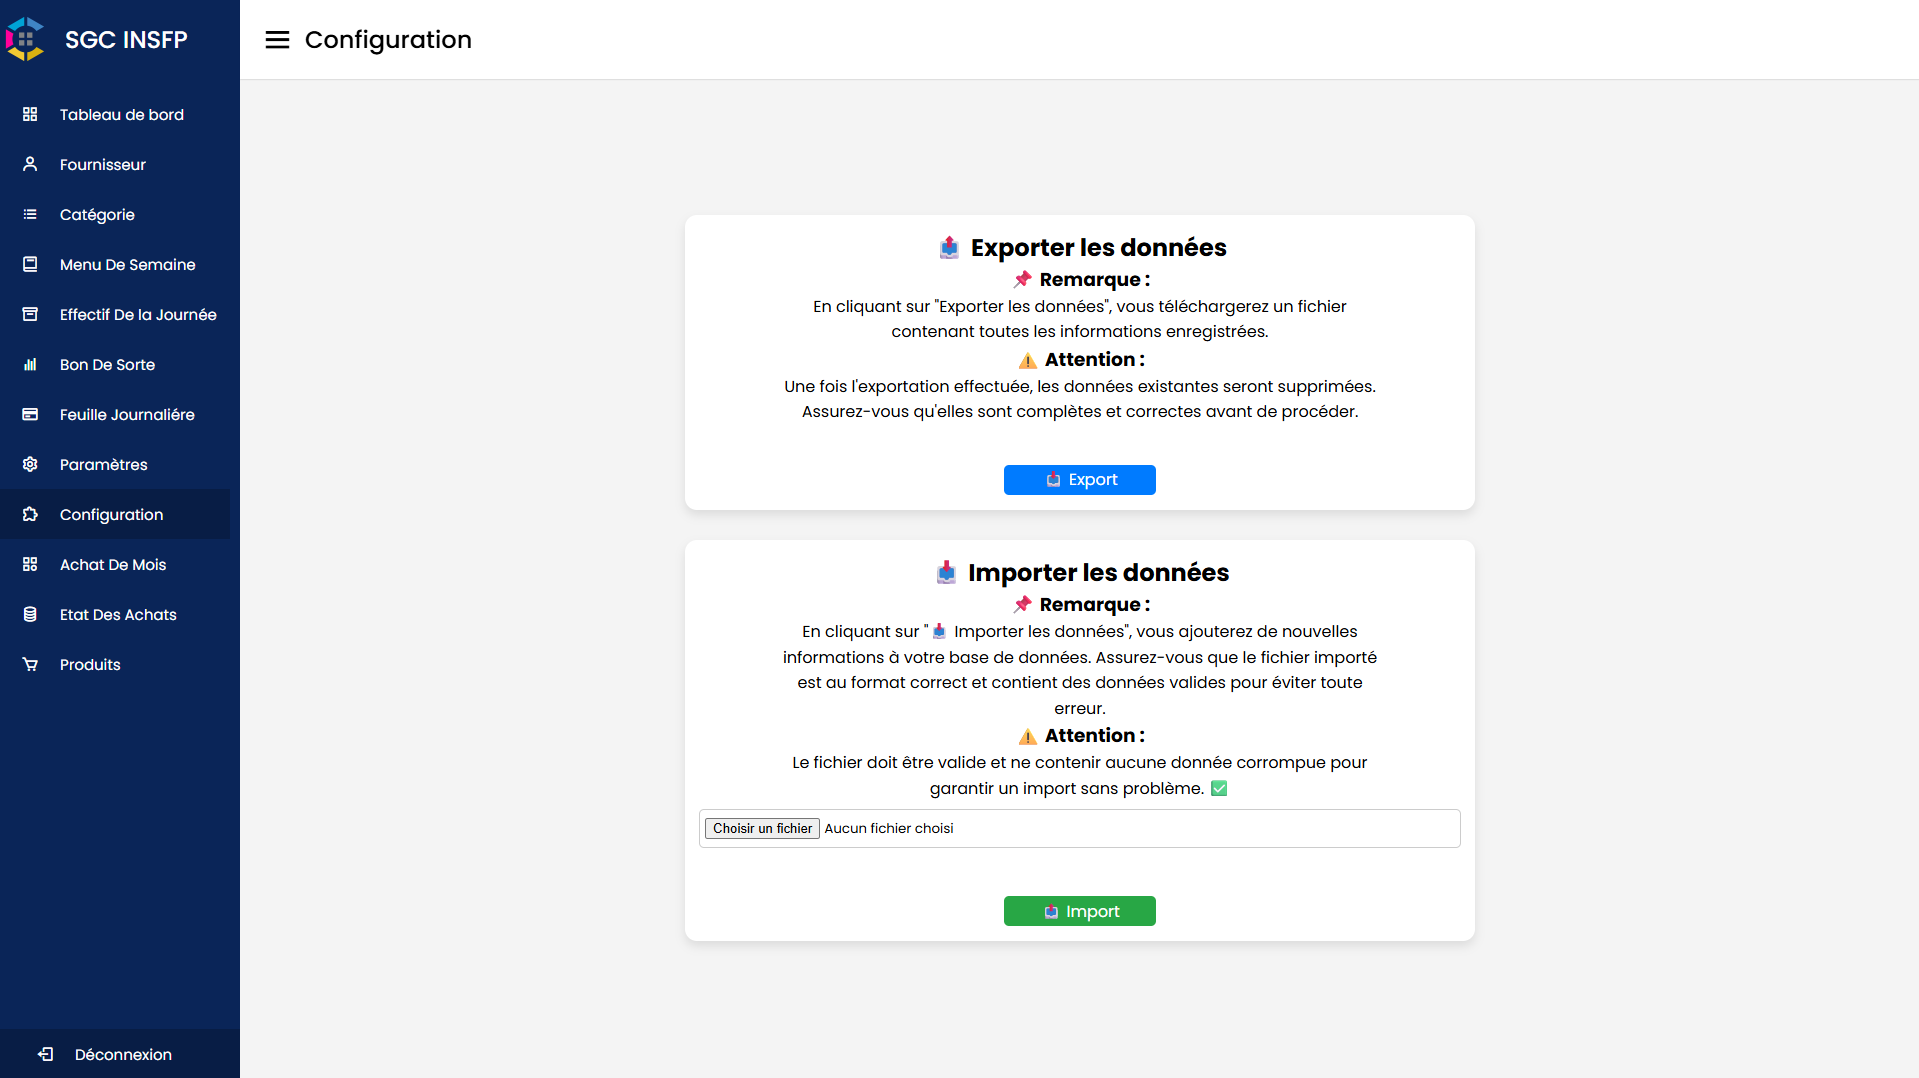 SGC INSFP
Configuration
Tableau de bord
Fournisseur
Catégorie
Menu De Semaine
Effectif De la Journée
Bon De Sorte
Feuille Journaliére
Paramètres
Configuration
Achat De Mois
Etat Des Achats
Produits
Déconnexion
📤 Exporter les données
📌 Remarque :
En cliquant sur "Exporter les données", vous téléchargerez un fichier
contenant toutes les informations enregistrées.
⚠️ Attention :
Une fois l'exportation effectuée, les données existantes seront supprimées.
Assurez-vous qu'elles sont complètes et correctes avant de procéder.
📤 Export
📥 Importer les données
📌 Remarque :
En cliquant sur "📥 Importer les données", vous ajouterez de nouvelles
informations à votre base de données. Assurez-vous que le fichier importé
est au format correct et contient des données valides pour éviter toute
erreur.
⚠️ Attention :
Le fichier doit être valide et ne contenir aucune donnée corrompue pour
garantir un import sans problème. ✅
Choisir un fichier Aucun fichier choisi
📤 Import